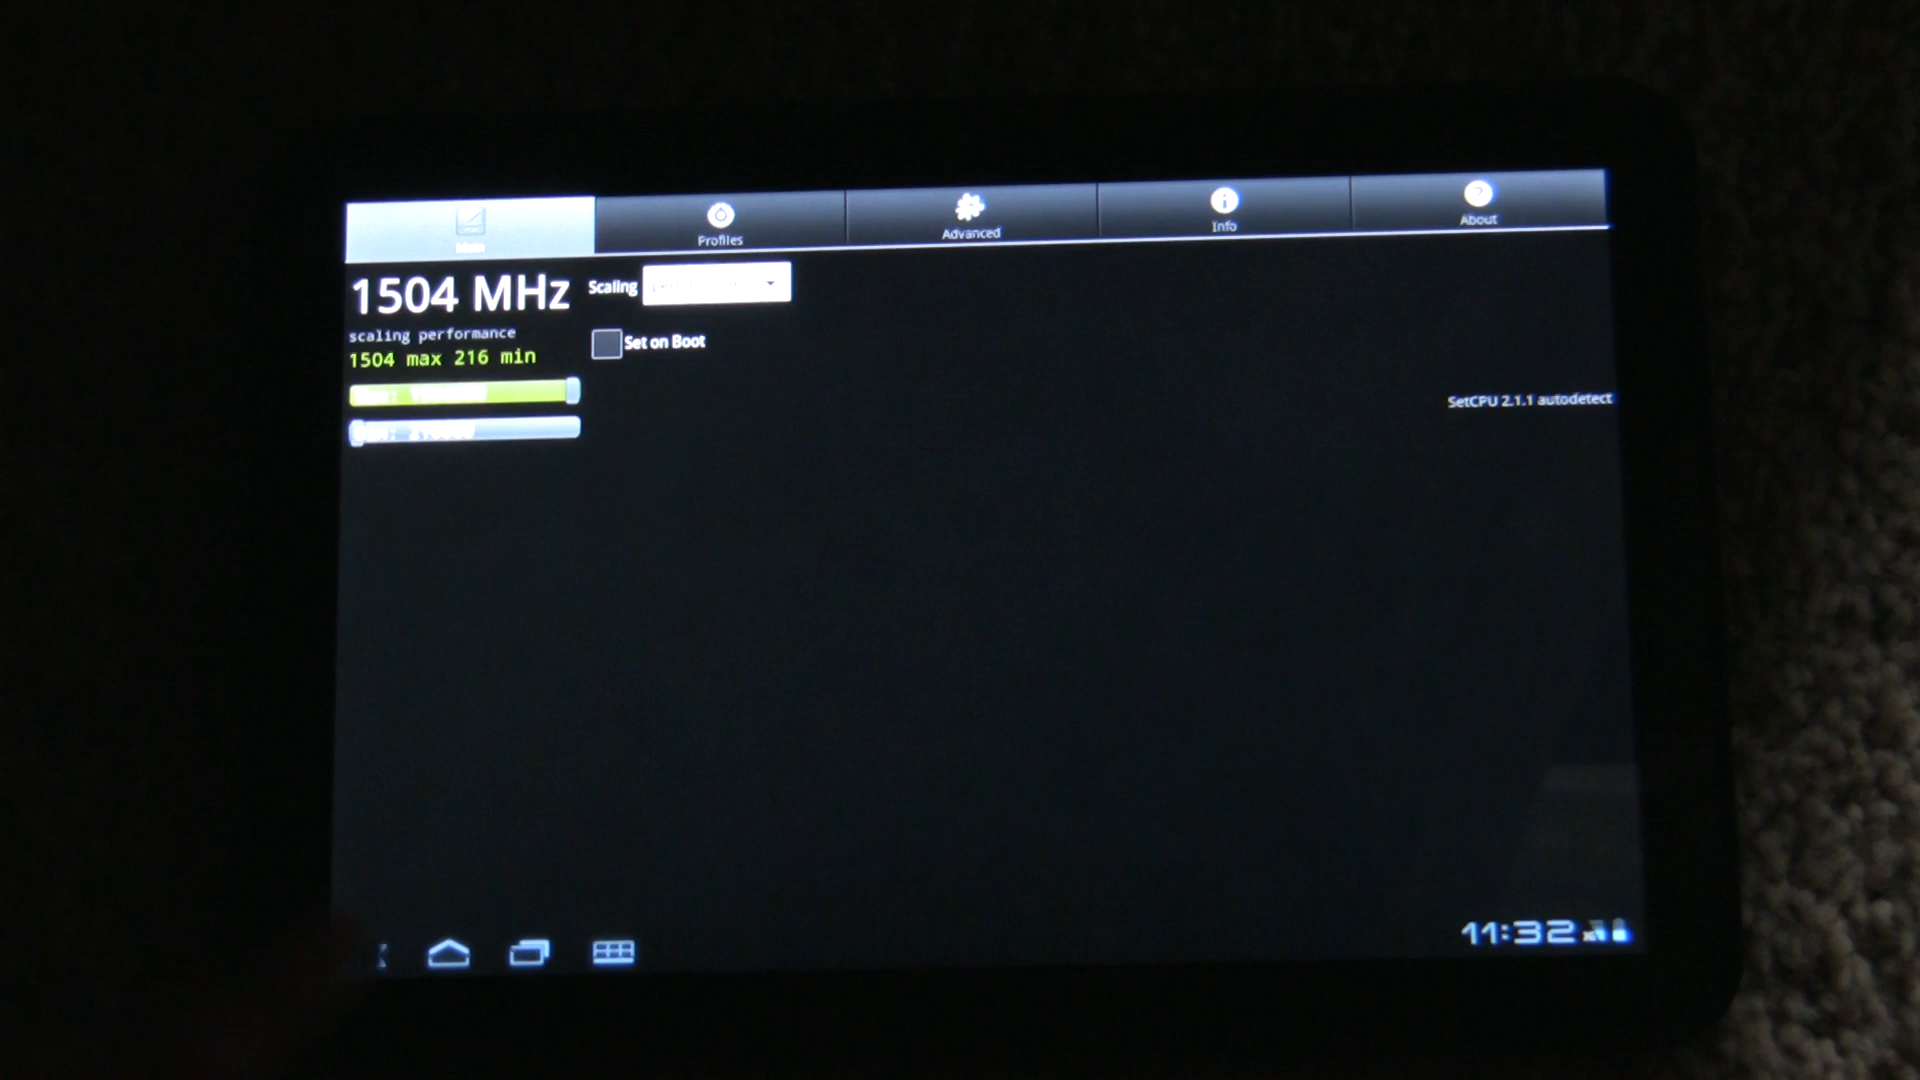 Main
Profiles
Advanced
Info
About
1504 MHz
Scaling
scaling performance
1504 max 216 min
Set on Boot
SetCPU 2.1.1 autodetect
11:32